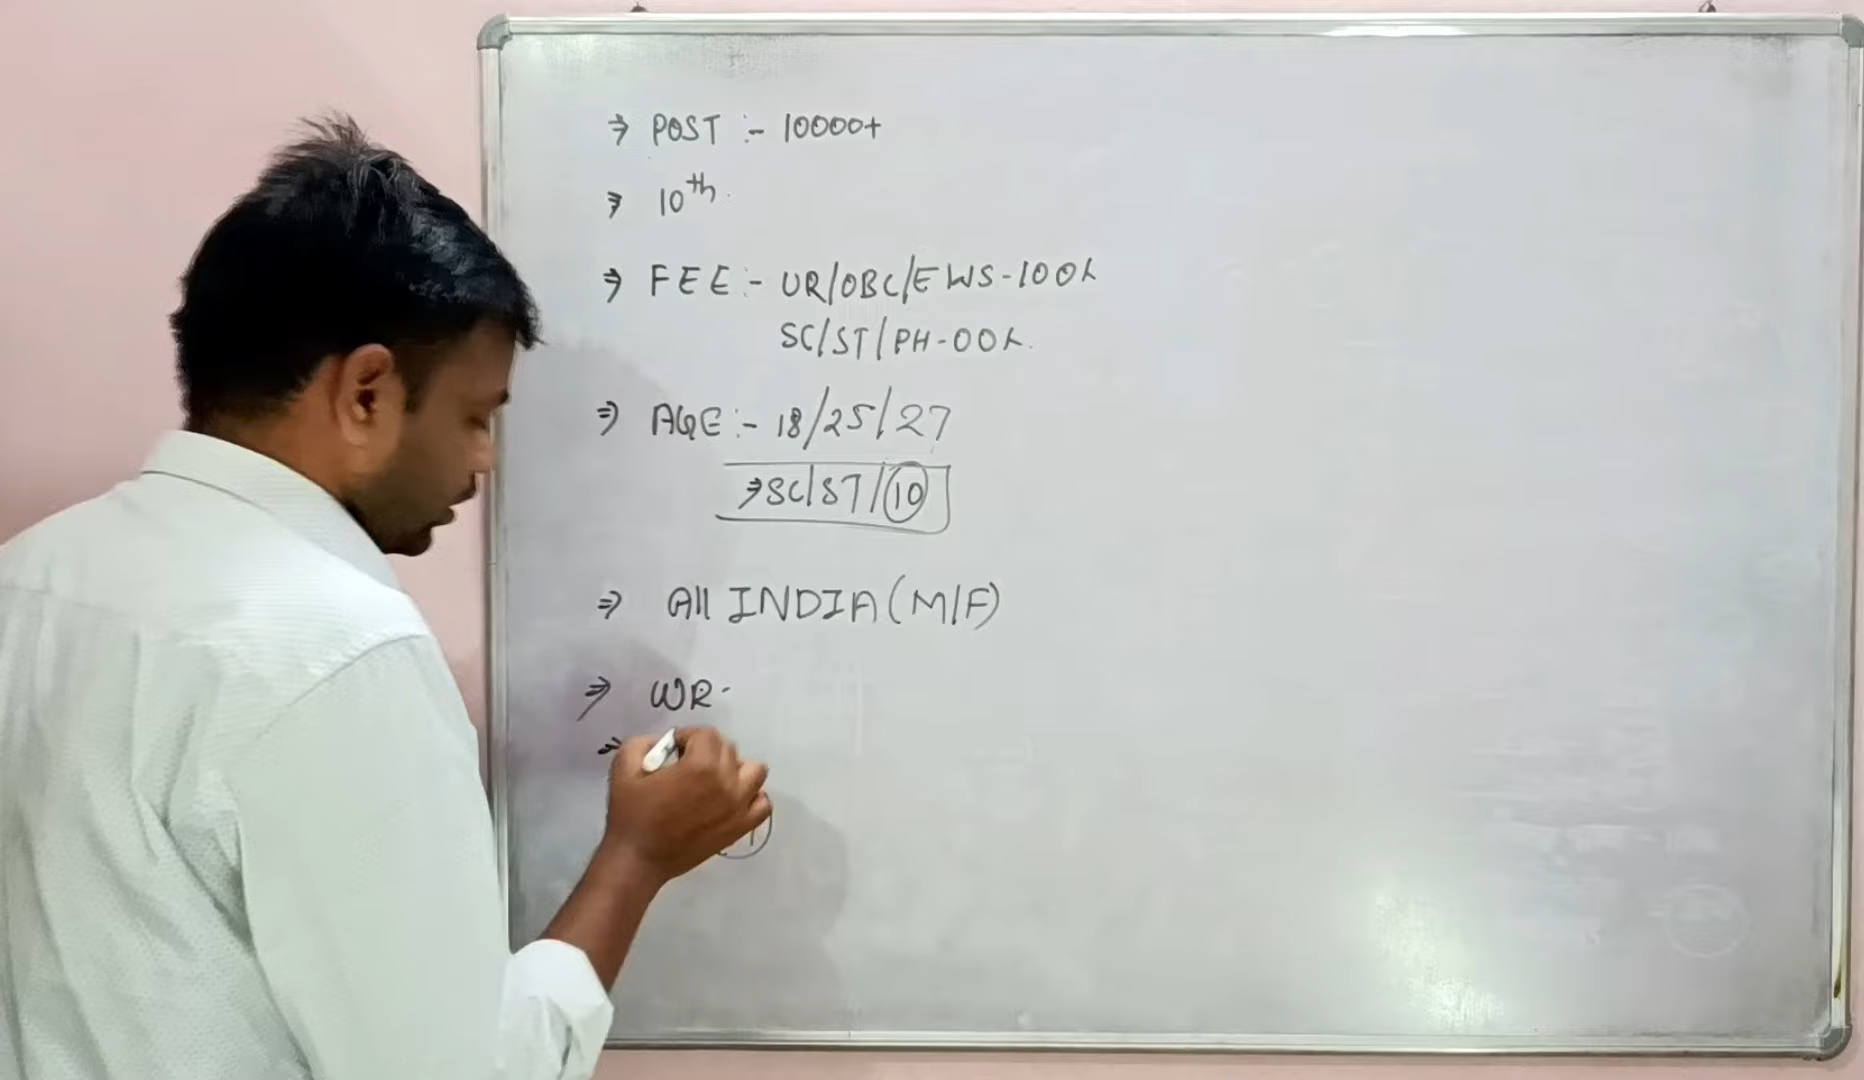 ⇒ POST :- 10000+
⇒ 10th.
⇒ FEE :- UR/OBC/EWS-100/-
SC/ST/PH-00/-
⇒ AGE :- 18/25/27
⇒ SC/ST/10
⇒ All INDIA (M/F)
⇒ WR-